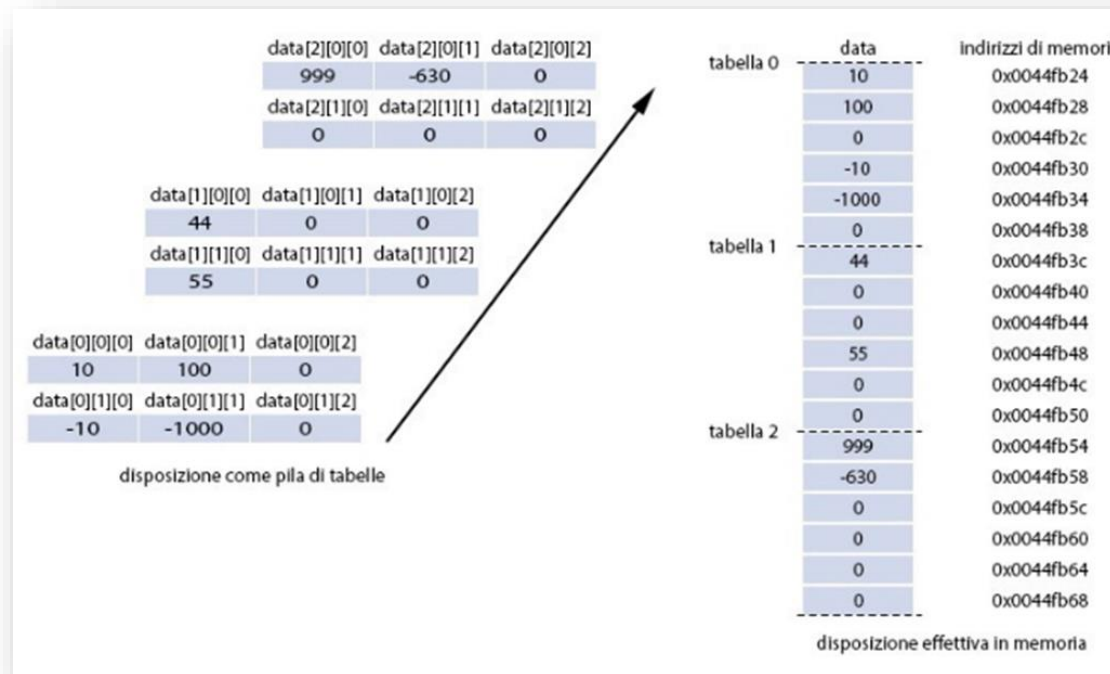 data[2][0][0] data[2][0][1] data[2][0][2]
999 -630 0
data[2][1][0] data[2][1][1] data[2][1][2]
0 0 0
data[1][0][0] data[1][0][1] data[1][0][2]
44 0 0
data[1][1][0] data[1][1][1] data[1][1][2]
55 0 0
data[0][0][0] data[0][0][1] data[0][0][2]
10 100 0
data[0][1][0] data[0][1][1] data[0][1][2]
-10 -1000 0
disposizione come pila di tabelle
data indirizzi di memori
tabella 0
10 0x0044fb24
100 0x0044fb28
0 0x0044fb2c
-10 0x0044fb30
-1000 0x0044fb34
0 0x0044fb38
tabella 1
44 0x0044fb3c
0 0x0044fb40
0 0x0044fb44
55 0x0044fb48
0 0x0044fb4c
0 0x0044fb50
tabella 2
999 0x0044fb54
-630 0x0044fb58
0 0x0044fb5c
0 0x0044fb60
0 0x0044fb64
0 0x0044fb68
disposizione effettiva in memoria